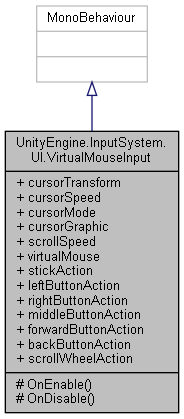 MonoBehaviour
UnityEngine.InputSystem.
UI.VirtualMouseInput
+ cursorTransform
+ cursorSpeed
+ cursorMode
+ cursorGraphic
+ scrollSpeed
+ virtualMouse
+ stickAction
+ leftButtonAction
+ rightButtonAction
+ middleButtonAction
+ forwardButtonAction
+ backButtonAction
+ scrollWheelAction
# OnEnable()
# OnDisable()